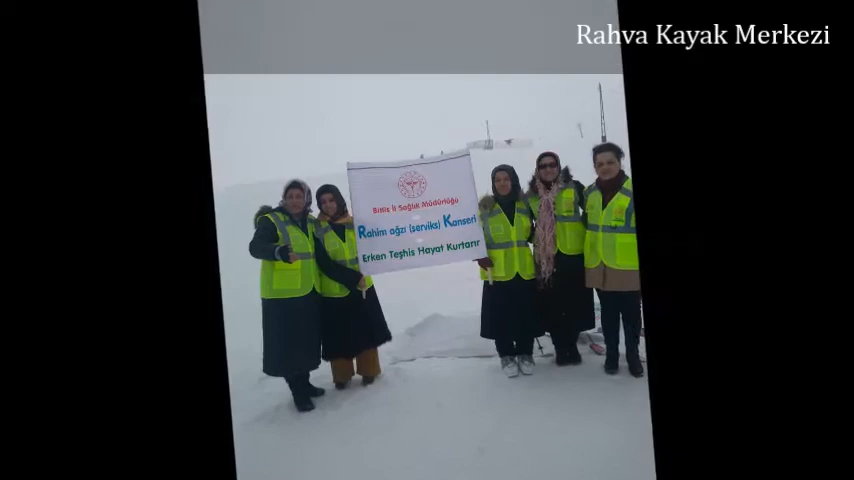 Rahva Kayak Merkezi
Bitlis İl Sağlık Müdürlüğü
Rahim ağzı (serviks) Kanseri
Erken Teşhis Hayat Kurtarır